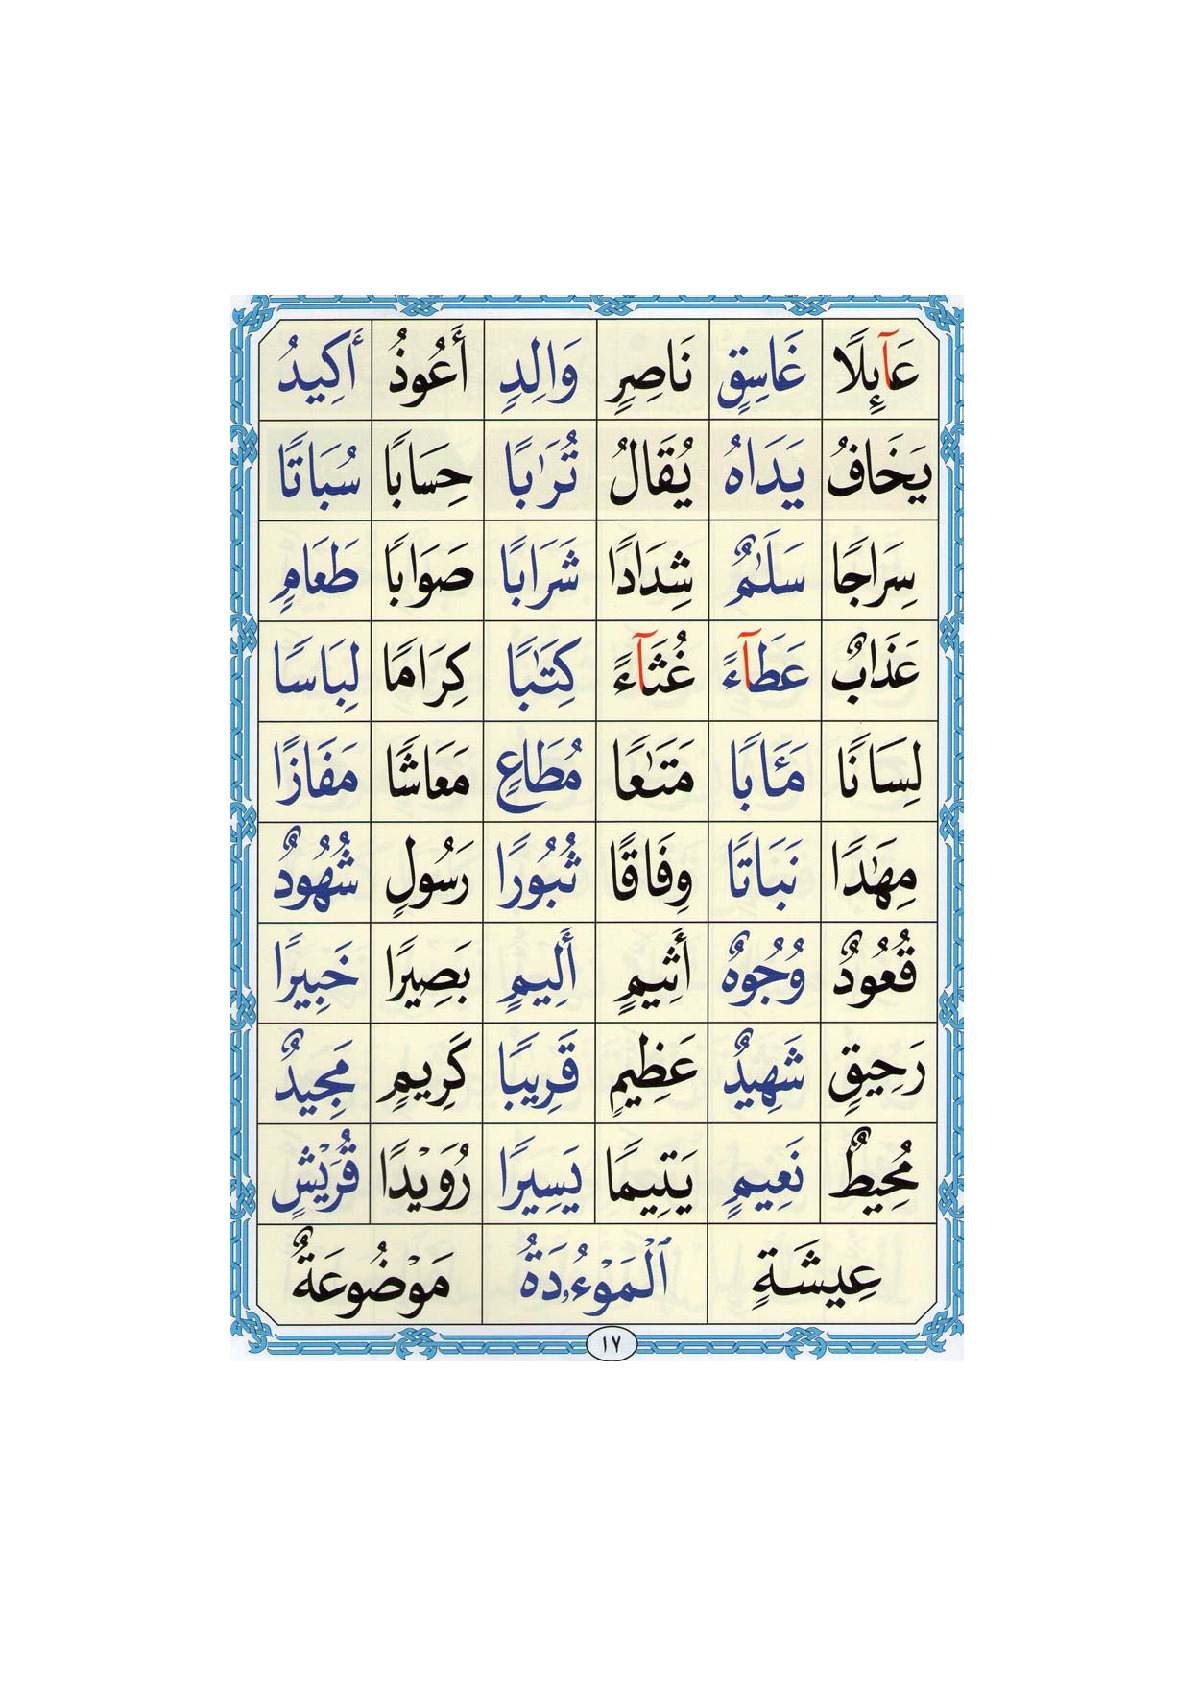 عَآئِلًا غَاسِقٍ نَاصِرٍ وَالِدٍ أَعُوذُ أَكِيدُ
يَخَافُ يَدَاهُ يُقَالُ تُرَٰبًا حِسَابًا سُبَاتًا
سِرَاجًا سَلَٰمٌ شِدَادًا شَرَابًا صَوَابًا طَعَامٍ
عَذَابٌ عَطَآءً غُثَآءً كِتَٰبًا كِرَامًا لِبَاسًا
لِسَانًا مَـَٔابًا مَتَٰعًا مُطَاعٍ مَعَاشًا مَفَازًا
مِهَٰدًا نَبَاتًا وِفَاقًا ثُبُورًا رَسُولٍ شُهُودٌ
قُعُودٌ وُجُوهٌ أَثِيمٍ أَلِيمٍ بَصِيرًا خَبِيرًا
رَحِيقٍ شَهِيدٌ عَظِيمٍ قَرِيبًا كَرِيمٍ مَجِيدٌ
مُحِيطٌ نَعِيمٍ يَتِيمًا يَسِيرًا رُوَيْدًا قُرَيْشٍ
عِيشَةٍ ٱلْمَوْءُۥدَةُ مَوْضُوعَةٌ
١٧